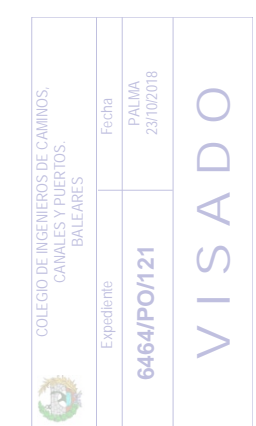 COLEGIO DE INGENIEROS DE CAMINOS,
CANALES Y PUERTOS.
BALEARES
Expediente
Fecha
6464/PO/121
PALMA
23/10/2018
VISADO